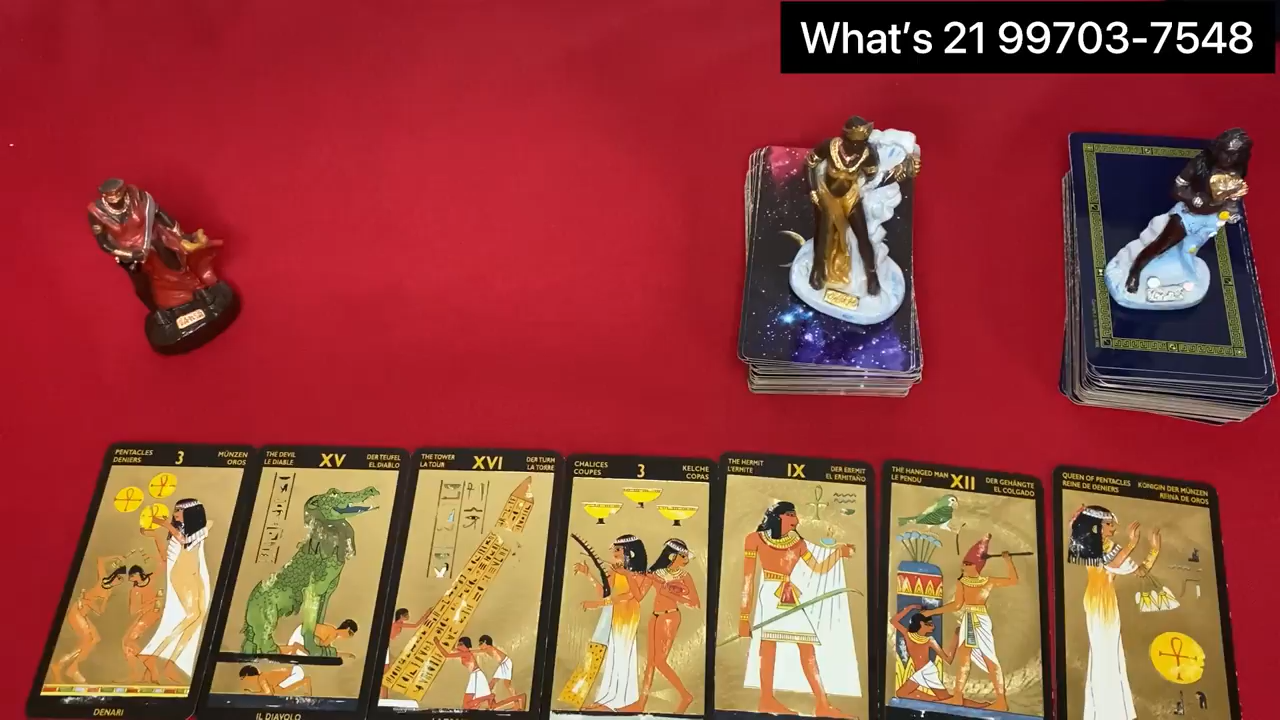 What’s 21 99703-7548
PENTACLES
DENIERS
3
MÜNZEN
OROS
THE DEVIL
LE DIABLE
XV
DER TEUFEL
EL DIABLO
THE TOWER
LA TOUR
XVI
DER TURM
LA TORRE
CHALICES
COUPES
3
KELCHE
COPAS
THE HERMIT
L'ERMITE
IX
DER EREMIT
EL ERMITAÑO
THE HANGED MAN
LE PENDU
XII
DER GEHÄNGTE
EL COLGADO
QUEEN OF PENTACLES
REINE DE DENIERS
KÖNIGIN DER MÜNZEN
REINA DE OROS
DENARI
IL DIAVOLO